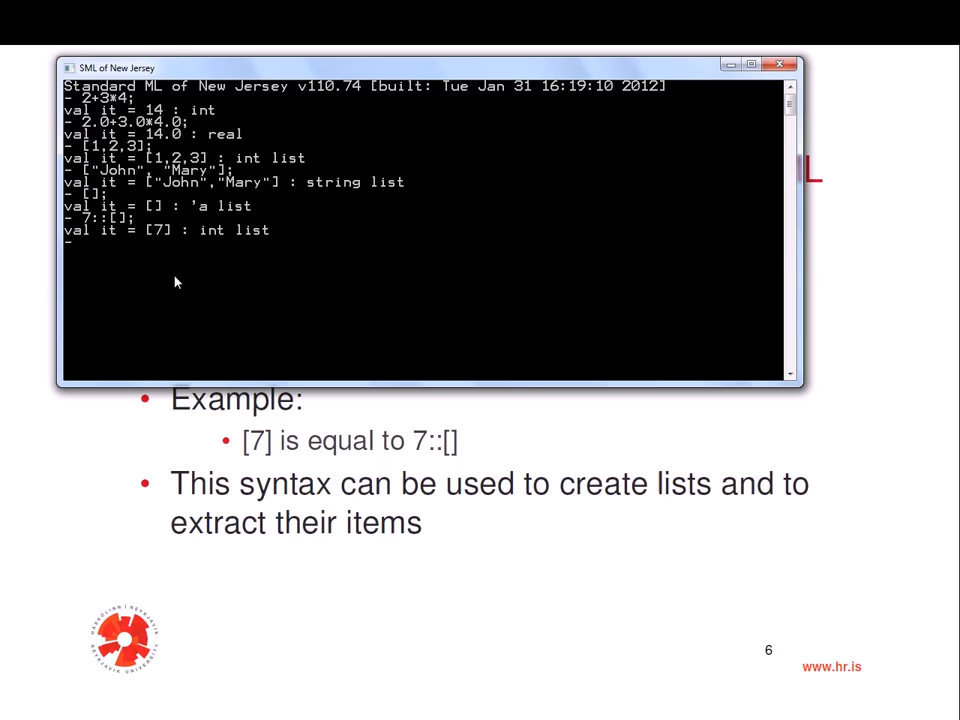 SML of New Jersey
Standard ML of New Jersey v110.74 [built: Tue Jan 31 16:19:10 2012]
- 2+3*4;
val it = 14 : int
- 2.0+3.0*4.0;
val it = 14.0 : real
- [1,2,3];
val it = [1,2,3] : int list
- ["John", "Mary"];
val it = ["John","Mary"] : string list
- [];
val it = [] : 'a list
- 7::[];
val it = [7] : int list
-
L
• Example:
• [7] is equal to 7::[]
• This syntax can be used to create lists and to
extract their items
HÁSKÓLINN Í REYKJAVÍK
REYKJAVIK UNIVERSITY
6
www.hr.is